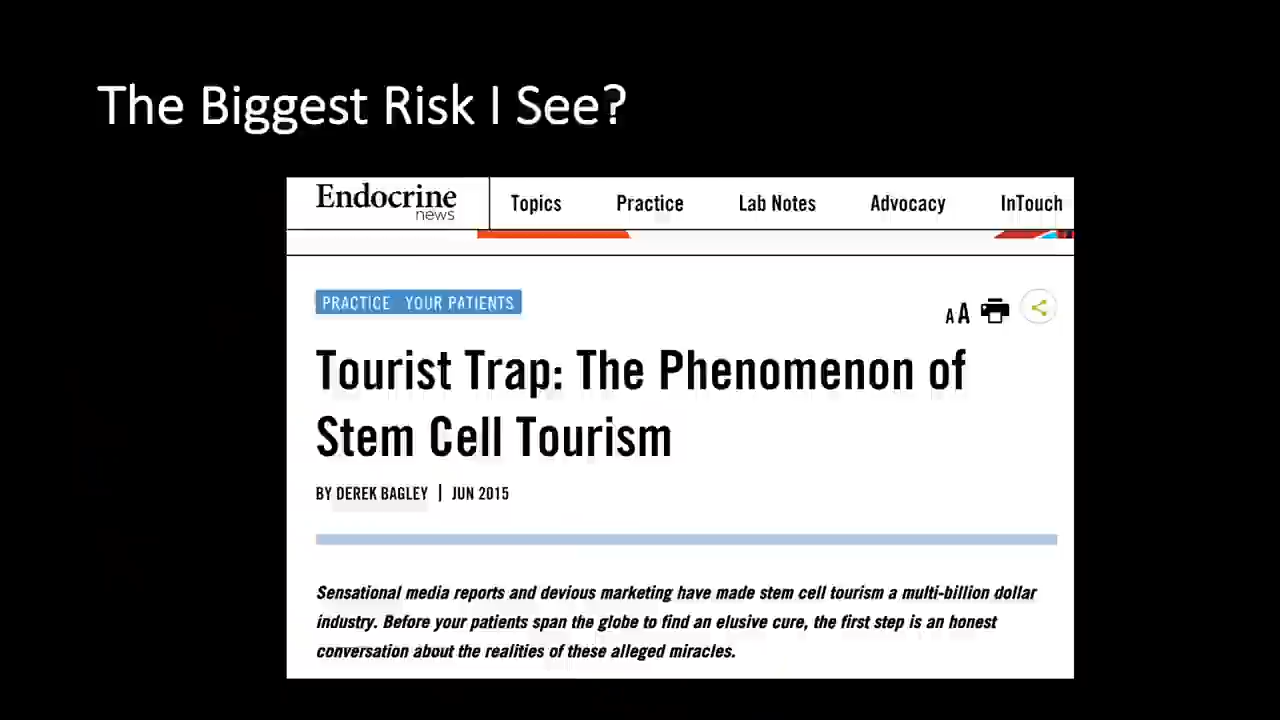 The Biggest Risk I See?
Endocrine
news
Topics Practice Lab Notes Advocacy InTouch
PRACTICE YOUR PATIENTS
AA
Tourist Trap: The Phenomenon of
Stem Cell Tourism
BY DEREK BAGLEY | JUN 2015
Sensational media reports and devious marketing have made stem cell tourism a multi-billion dollar
industry. Before your patients span the globe to find an elusive cure, the first step is an honest
conversation about the realities of these alleged miracles.